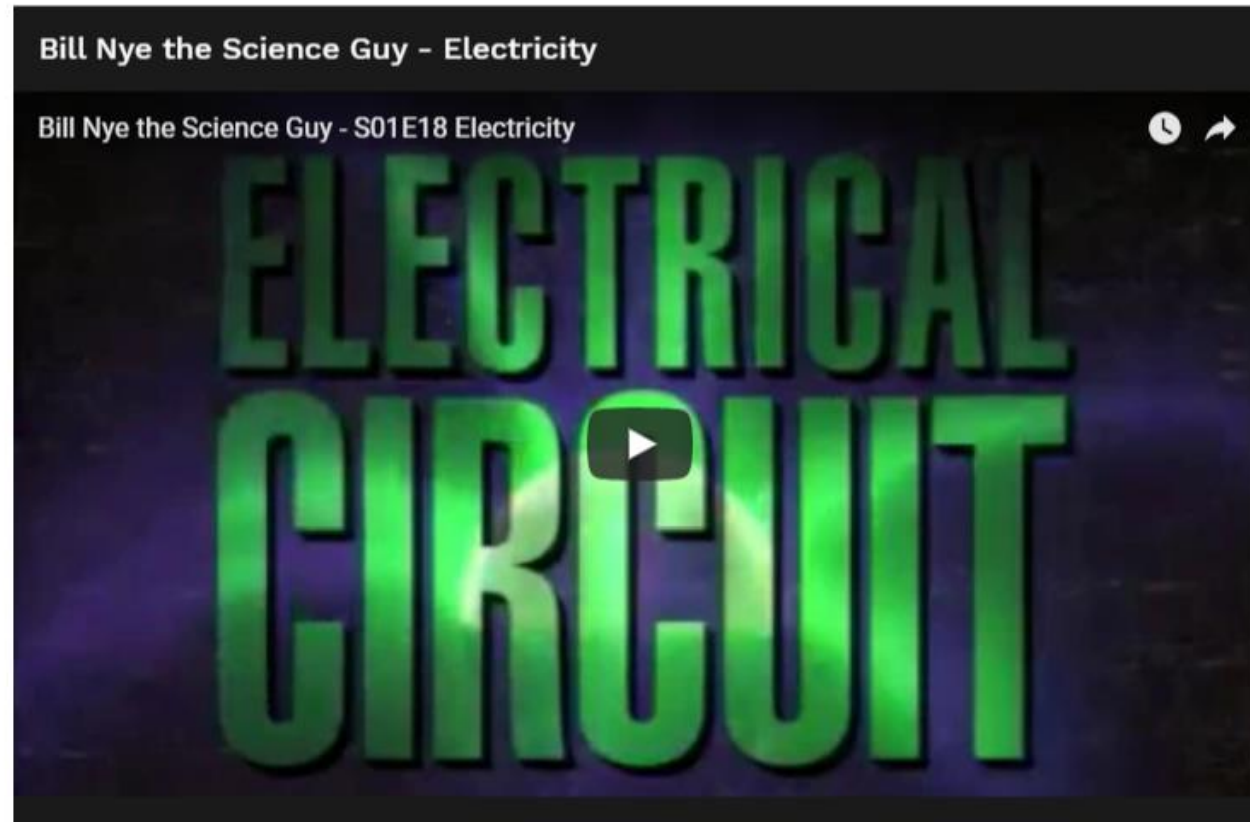 Bill Nye the Science Guy - Electricity
Bill Nye the Science Guy - S01E18 Electricity
ELECTRICAL
CIRCUIT